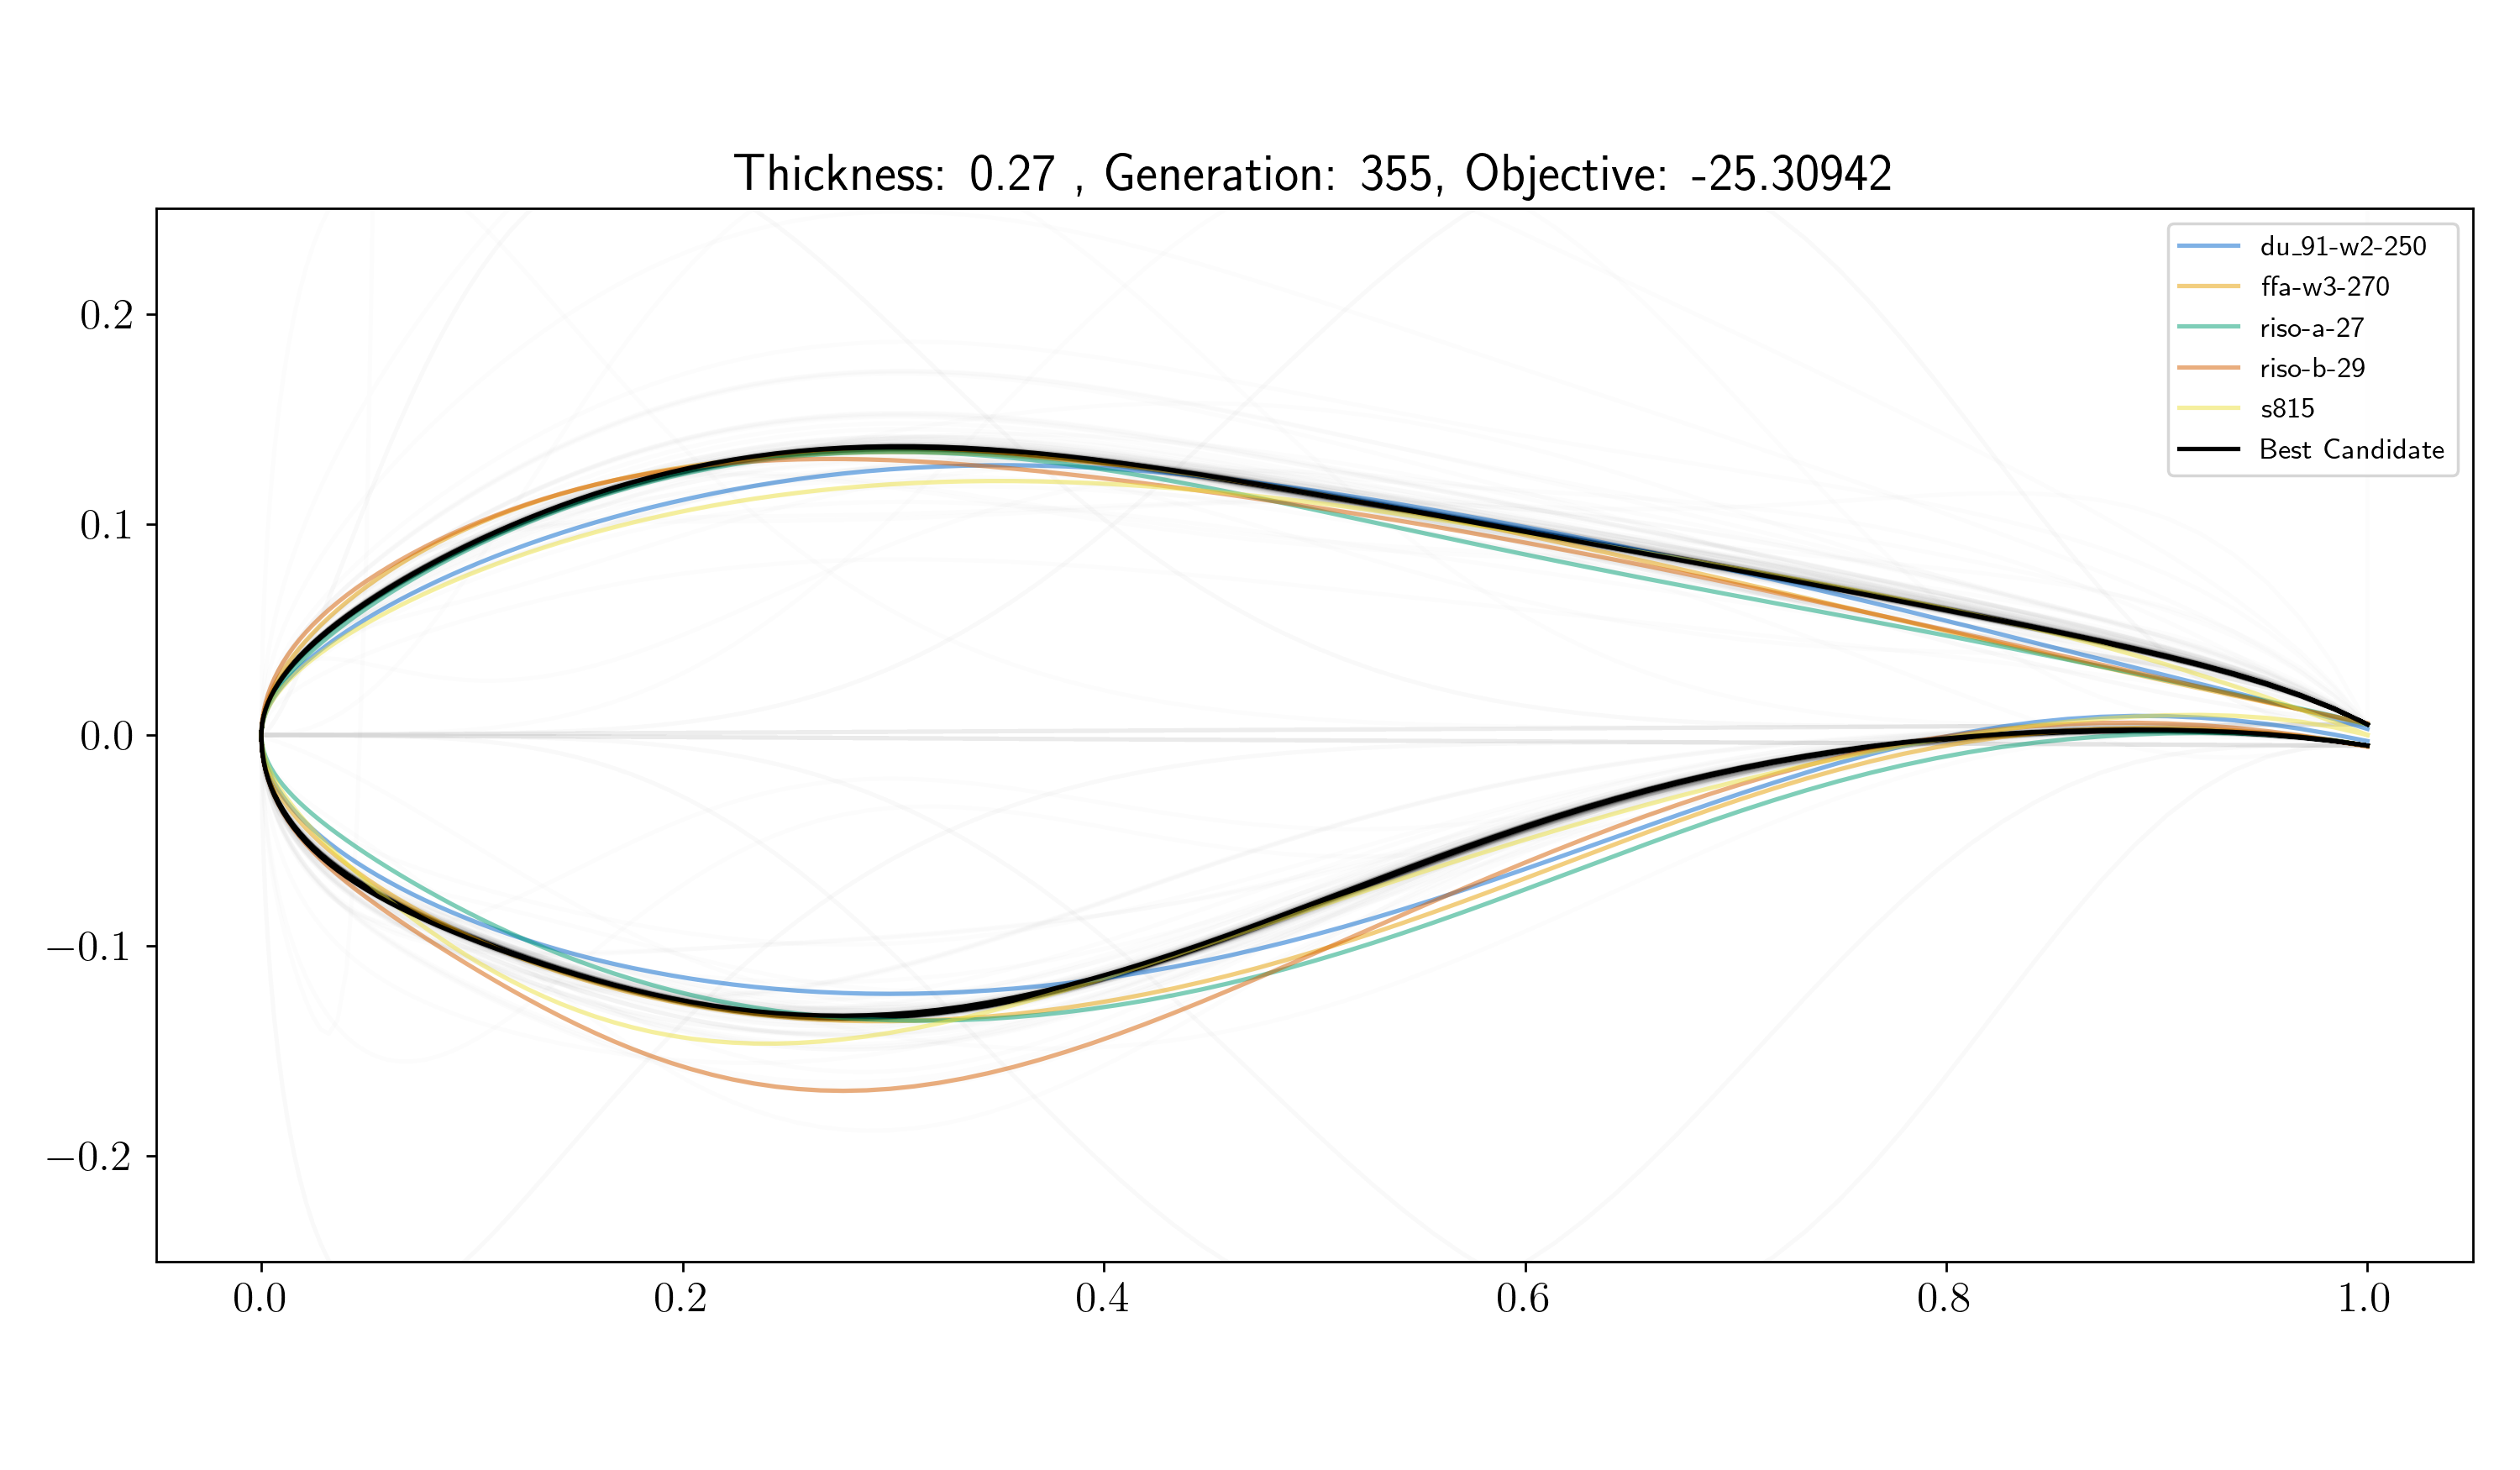 Thickness: 0.27 , Generation: 355, Objective: -25.30942
du_91-w2-250
ffa-w3-270
riso-a-27
riso-b-29
s815
Best Candidate
0.2
0.1
0.0
−0.1
−0.2
0.0 0.2 0.4 0.6 0.8 1.0